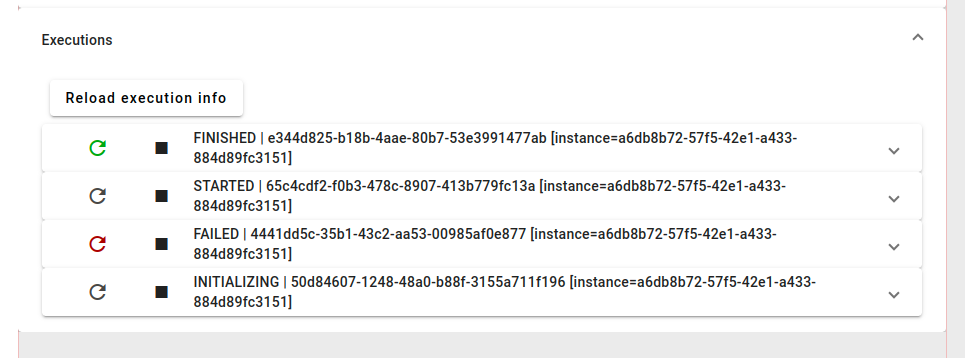 Executions
Reload execution info
FINISHED | e344d825-b18b-4aae-80b7-53e3991477ab [instance=a6db8b72-57f5-42e1-a433-
884d89fc3151]
STARTED | 65c4cdf2-f0b3-478c-8907-413b779fc13a [instance=a6db8b72-57f5-42e1-a433-
884d89fc3151]
FAILED | 4441dd5c-35b1-43c2-aa53-00985af0e877 [instance=a6db8b72-57f5-42e1-a433-
884d89fc3151]
INITIALIZING | 50d84607-1248-48a0-b88f-3155a711f196 [instance=a6db8b72-57f5-42e1-a433-
884d89fc3151]